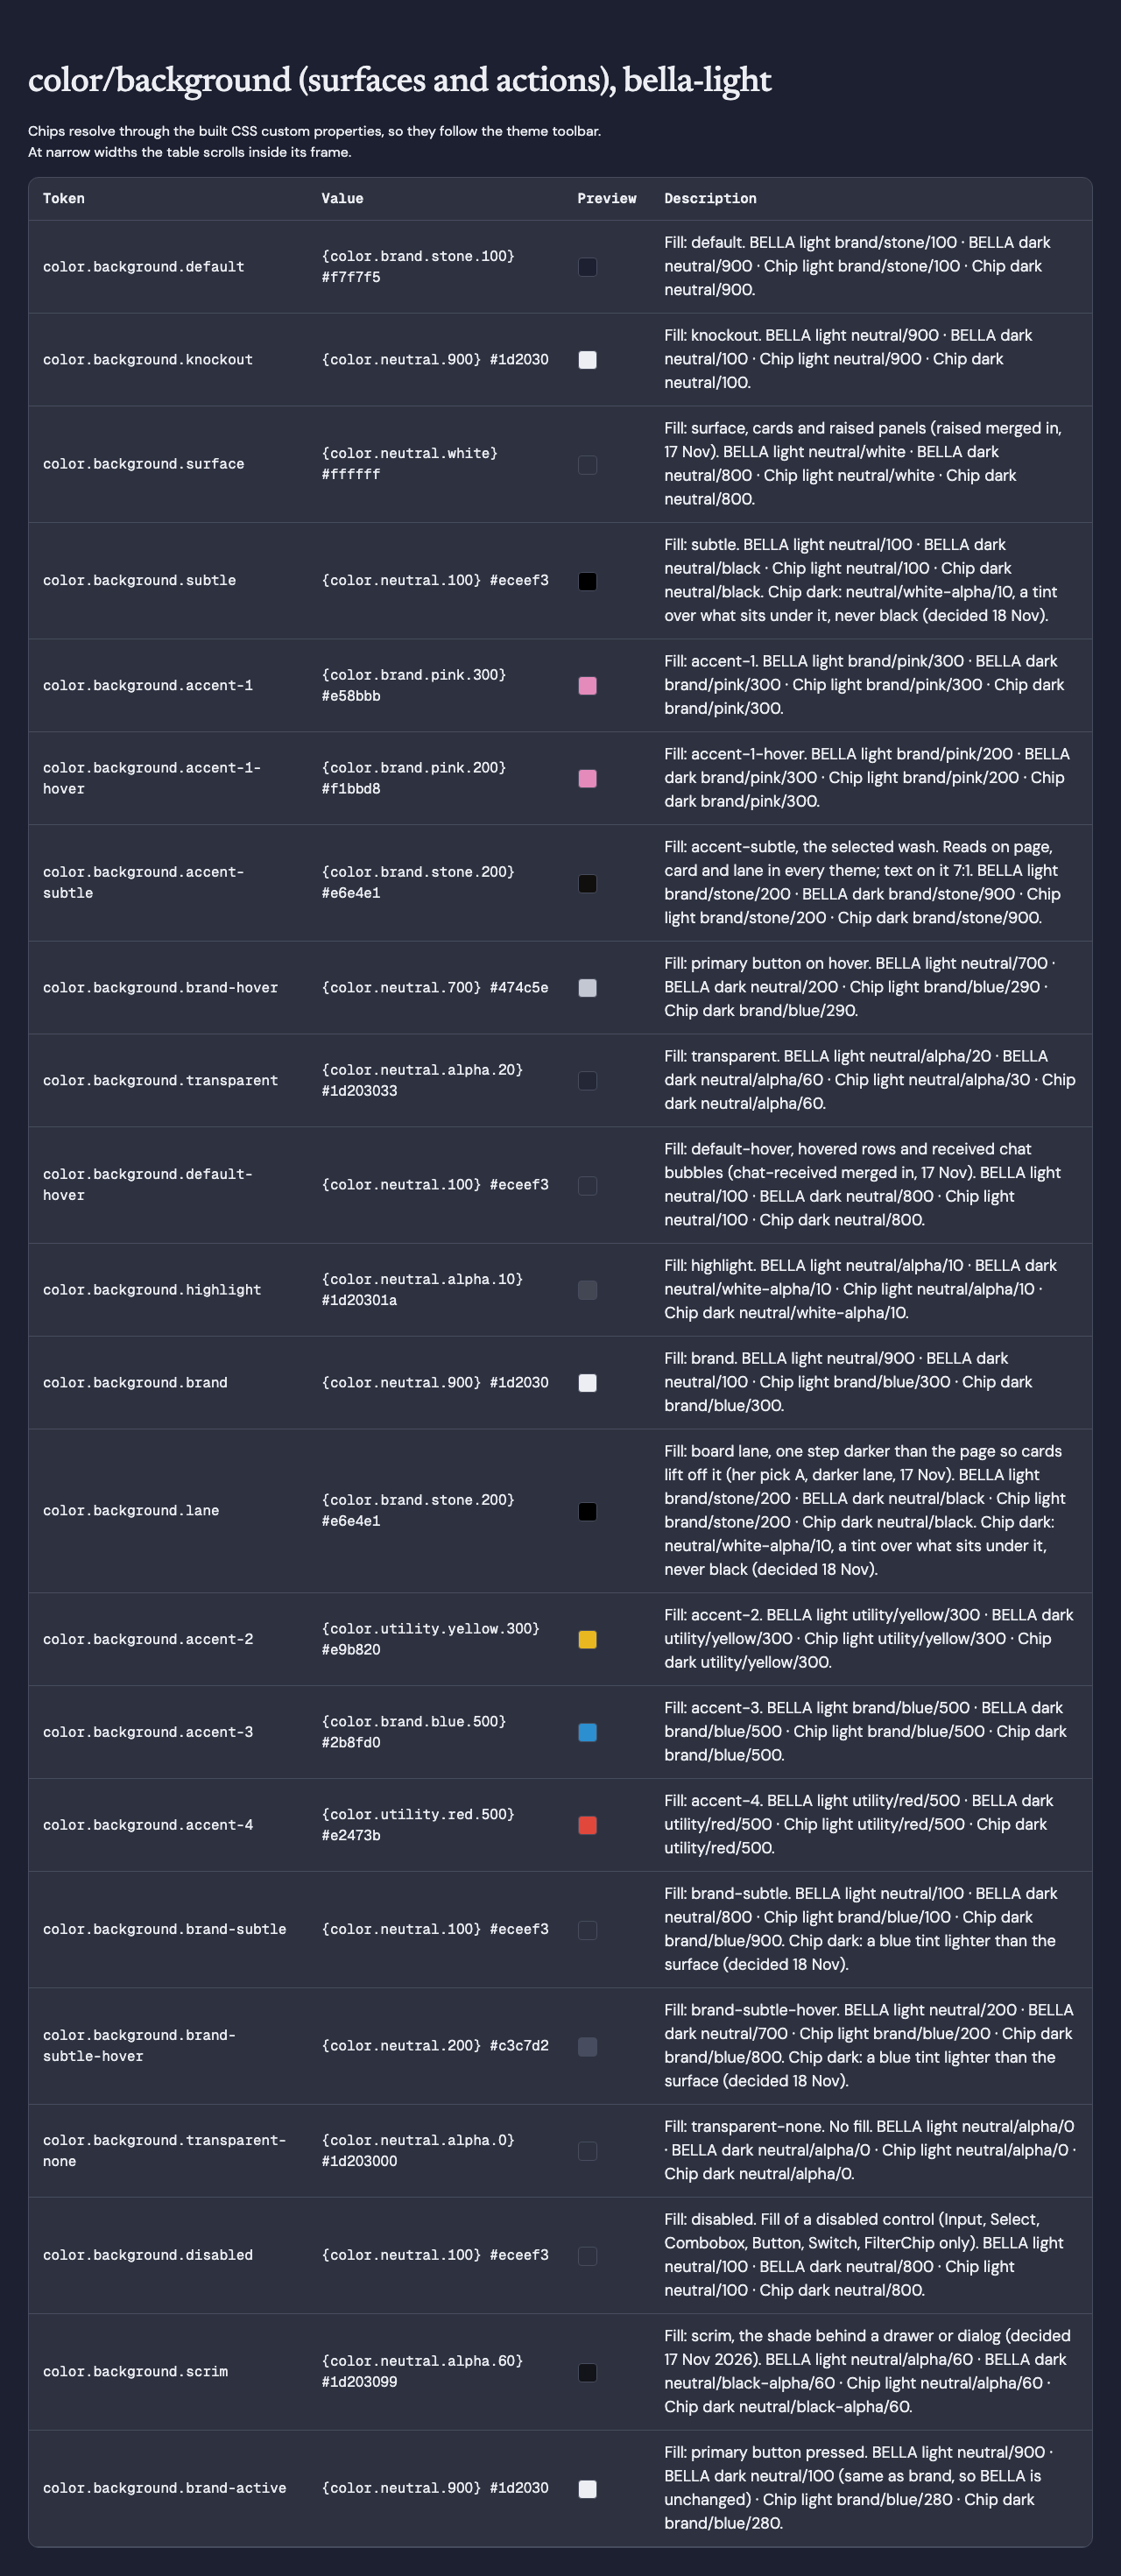 color/background (surfaces and actions), bella-light
Chips resolve through the built CSS custom properties, so they follow the theme toolbar.
At narrow widths the table scrolls inside its frame.
Token Value Preview Description
color.background.default
{color.brand.stone.100}
#f7f7f5
Fill: default. BELLA light brand/stone/100 · BELLA dark
neutral/900 · Chip light brand/stone/100 · Chip dark
neutral/900.
color.background.knockout
{color.neutral.900} #1d2030
Fill: knockout. BELLA light neutral/900 · BELLA dark
neutral/100 · Chip light neutral/900 · Chip dark
neutral/100.
color.background.surface
{color.neutral.white}
#ffffff
Fill: surface, cards and raised panels (raised merged in,
17 Nov). BELLA light neutral/white · BELLA dark
neutral/800 · Chip light neutral/white · Chip dark
neutral/800.
color.background.subtle
{color.neutral.100} #eceef3
Fill: subtle. BELLA light neutral/100 · BELLA dark
neutral/black · Chip light neutral/100 · Chip dark
neutral/black. Chip dark: neutral/white-alpha/10, a tint
over what sits under it, never black (decided 18 Nov).
color.background.accent-1
{color.brand.pink.300}
#e58bbb
Fill: accent-1. BELLA light brand/pink/300 · BELLA dark
brand/pink/300 · Chip light brand/pink/300 · Chip dark
brand/pink/300.
color.background.accent-1-
hover
{color.brand.pink.200}
#f1bbd8
Fill: accent-1-hover. BELLA light brand/pink/200 · BELLA
dark brand/pink/300 · Chip light brand/pink/200 · Chip
dark brand/pink/300.
color.background.accent-
subtle
{color.brand.stone.200}
#e6e4e1
Fill: accent-subtle, the selected wash. Reads on page,
card and lane in every theme; text on it 7:1. BELLA light
brand/stone/200 · BELLA dark brand/stone/900 · Chip
light brand/stone/200 · Chip dark brand/stone/900.
color.background.brand-hover
{color.neutral.700} #474c5e
Fill: primary button on hover. BELLA light neutral/700 ·
BELLA dark neutral/200 · Chip light brand/blue/290 ·
Chip dark brand/blue/290.
color.background.transparent
{color.neutral.alpha.20}
#1d203033
Fill: transparent. BELLA light neutral/alpha/20 · BELLA
dark neutral/alpha/60 · Chip light neutral/alpha/30 · Chip
dark neutral/alpha/60.
color.background.default-
hover
{color.neutral.100} #eceef3
Fill: default-hover, hovered rows and received chat
bubbles (chat-received merged in, 17 Nov). BELLA light
neutral/100 · BELLA dark neutral/800 · Chip light
neutral/100 · Chip dark neutral/800.
color.background.highlight
{color.neutral.alpha.10}
#1d20301a
Fill: highlight. BELLA light neutral/alpha/10 · BELLA dark
neutral/white-alpha/10 · Chip light neutral/alpha/10 ·
Chip dark neutral/white-alpha/10.
color.background.brand
{color.neutral.900} #1d2030
Fill: brand. BELLA light neutral/900 · BELLA dark
neutral/100 · Chip light brand/blue/300 · Chip dark
brand/blue/300.
color.background.lane
{color.brand.stone.200}
#e6e4e1
Fill: board lane, one step darker than the page so cards
lift off it (her pick A, darker lane, 17 Nov). BELLA light
brand/stone/200 · BELLA dark neutral/black · Chip light
brand/stone/200 · Chip dark neutral/black. Chip dark:
neutral/white-alpha/10, a tint over what sits under it,
never black (decided 18 Nov).
color.background.accent-2
{color.utility.yellow.300}
#e9b820
Fill: accent-2. BELLA light utility/yellow/300 · BELLA dark
utility/yellow/300 · Chip light utility/yellow/300 · Chip
dark utility/yellow/300.
color.background.accent-3
{color.brand.blue.500}
#2b8fd0
Fill: accent-3. BELLA light brand/blue/500 · BELLA dark
brand/blue/500 · Chip light brand/blue/500 · Chip dark
brand/blue/500.
color.background.accent-4
{color.utility.red.500}
#e2473b
Fill: accent-4. BELLA light utility/red/500 · BELLA dark
utility/red/500 · Chip light utility/red/500 · Chip dark
utility/red/500.
color.background.brand-subtle
{color.neutral.100} #eceef3
Fill: brand-subtle. BELLA light neutral/100 · BELLA dark
neutral/800 · Chip light brand/blue/100 · Chip dark
brand/blue/900. Chip dark: a blue tint lighter than the
surface (decided 18 Nov).
color.background.brand-
subtle-hover
{color.neutral.200} #c3c7d2
Fill: brand-subtle-hover. BELLA light neutral/200 · BELLA
dark neutral/700 · Chip light brand/blue/200 · Chip dark
brand/blue/800. Chip dark: a blue tint lighter than the
surface (decided 18 Nov).
color.background.transparent-
none
{color.neutral.alpha.0}
#1d203000
Fill: transparent-none. No fill. BELLA light neutral/alpha/0
· BELLA dark neutral/alpha/0 · Chip light neutral/alpha/0 ·
Chip dark neutral/alpha/0.
color.background.disabled
{color.neutral.100} #eceef3
Fill: disabled. Fill of a disabled control (Input, Select,
Combobox, Button, Switch, FilterChip only). BELLA light
neutral/100 · BELLA dark neutral/800 · Chip light
neutral/100 · Chip dark neutral/800.
color.background.scrim
{color.neutral.alpha.60}
#1d203099
Fill: scrim, the shade behind a drawer or dialog (decided
17 Nov 2026). BELLA light neutral/alpha/60 · BELLA dark
neutral/black-alpha/60 · Chip light neutral/alpha/60 ·
Chip dark neutral/black-alpha/60.
color.background.brand-active
{color.neutral.900} #1d2030
Fill: primary button pressed. BELLA light neutral/900 ·
BELLA dark neutral/100 (same as brand, so BELLA is
unchanged) · Chip light brand/blue/280 · Chip dark
brand/blue/280.